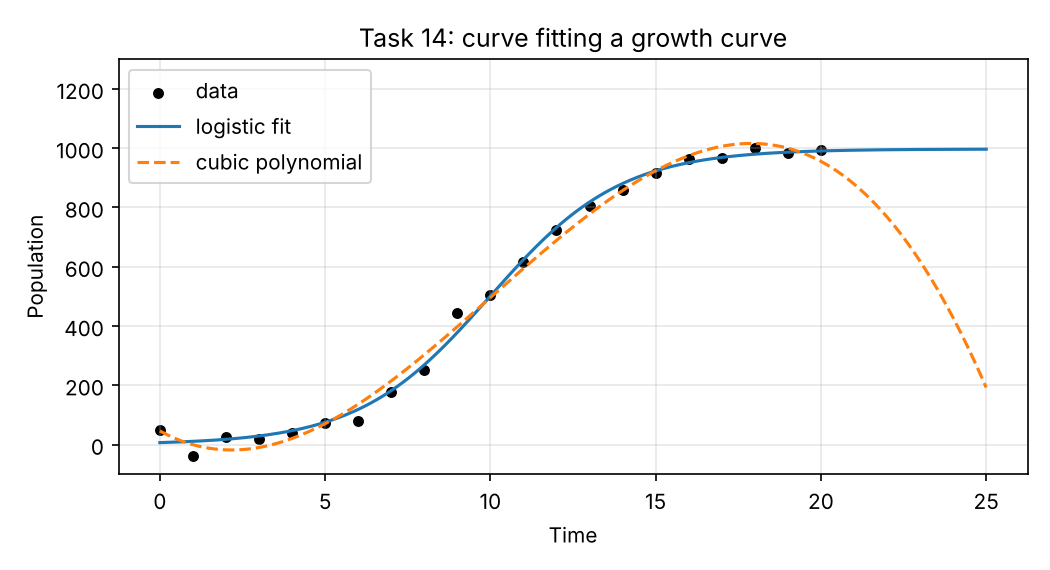 Task 14: curve fitting a growth curve
data
logistic fit
cubic polynomial
1200
1000
800
600
400
200
0
Population
0 5 10 15 20 25
Time